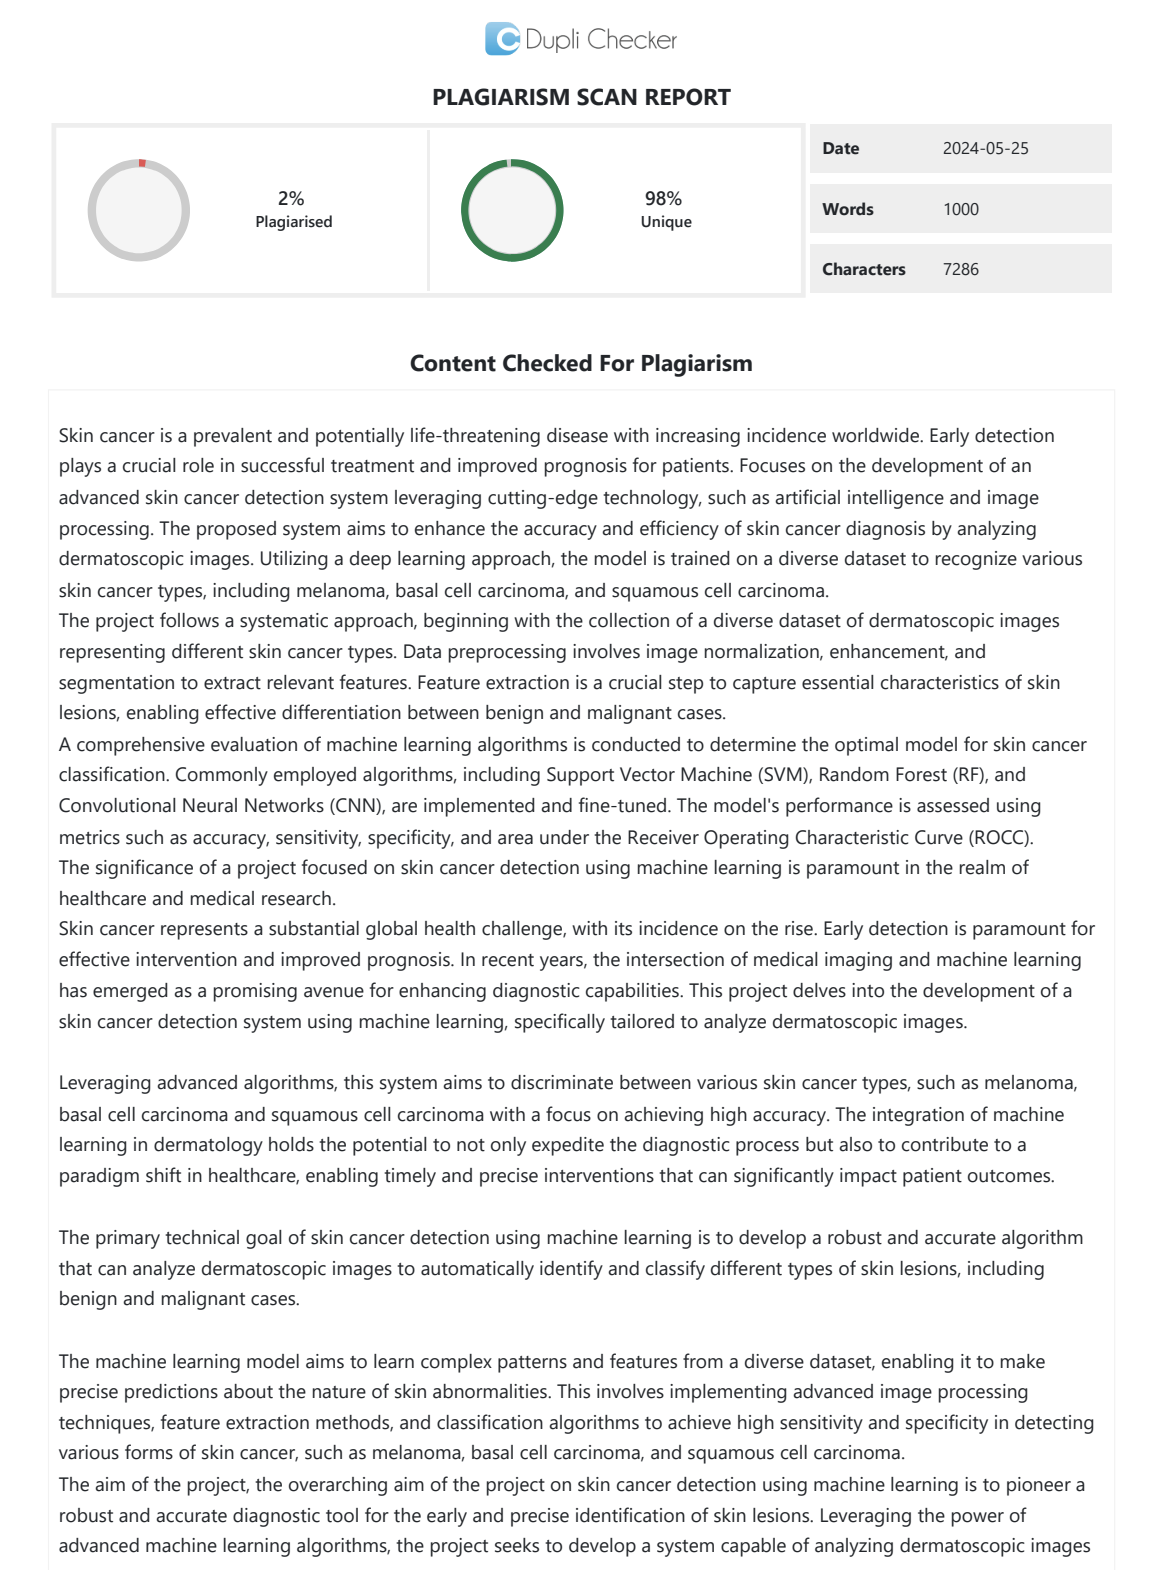 Dupli Checker
PLAGIARISM SCAN REPORT
2%
Plagiarised
98%
Unique
Date 2024-05-25
Words 1000
Characters 7286
Content Checked For Plagiarism
Skin cancer is a prevalent and potentially life-threatening disease with increasing incidence worldwide. Early detection
plays a crucial role in successful treatment and improved prognosis for patients. Focuses on the development of an
advanced skin cancer detection system leveraging cutting-edge technology, such as artificial intelligence and image
processing. The proposed system aims to enhance the accuracy and efficiency of skin cancer diagnosis by analyzing
dermatoscopic images. Utilizing a deep learning approach, the model is trained on a diverse dataset to recognize various
skin cancer types, including melanoma, basal cell carcinoma, and squamous cell carcinoma.
The project follows a systematic approach, beginning with the collection of a diverse dataset of dermatoscopic images
representing different skin cancer types. Data preprocessing involves image normalization, enhancement, and
segmentation to extract relevant features. Feature extraction is a crucial step to capture essential characteristics of skin
lesions, enabling effective differentiation between benign and malignant cases.
A comprehensive evaluation of machine learning algorithms is conducted to determine the optimal model for skin cancer
classification. Commonly employed algorithms, including Support Vector Machine (SVM), Random Forest (RF), and
Convolutional Neural Networks (CNN), are implemented and fine-tuned. The model's performance is assessed using
metrics such as accuracy, sensitivity, specificity, and area under the Receiver Operating Characteristic Curve (ROCC).
The significance of a project focused on skin cancer detection using machine learning is paramount in the realm of
healthcare and medical research.
Skin cancer represents a substantial global health challenge, with its incidence on the rise. Early detection is paramount for
effective intervention and improved prognosis. In recent years, the intersection of medical imaging and machine learning
has emerged as a promising avenue for enhancing diagnostic capabilities. This project delves into the development of a
skin cancer detection system using machine learning, specifically tailored to analyze dermatoscopic images.
Leveraging advanced algorithms, this system aims to discriminate between various skin cancer types, such as melanoma,
basal cell carcinoma and squamous cell carcinoma with a focus on achieving high accuracy. The integration of machine
learning in dermatology holds the potential to not only expedite the diagnostic process but also to contribute to a
paradigm shift in healthcare, enabling timely and precise interventions that can significantly impact patient outcomes.
The primary technical goal of skin cancer detection using machine learning is to develop a robust and accurate algorithm
that can analyze dermatoscopic images to automatically identify and classify different types of skin lesions, including
benign and malignant cases.
The machine learning model aims to learn complex patterns and features from a diverse dataset, enabling it to make
precise predictions about the nature of skin abnormalities. This involves implementing advanced image processing
techniques, feature extraction methods, and classification algorithms to achieve high sensitivity and specificity in detecting
various forms of skin cancer, such as melanoma, basal cell carcinoma, and squamous cell carcinoma.
The aim of the project, the overarching aim of the project on skin cancer detection using machine learning is to pioneer a
robust and accurate diagnostic tool for the early and precise identification of skin lesions. Leveraging the power of
advanced machine learning algorithms, the project seeks to develop a system capable of analyzing dermatoscopic images